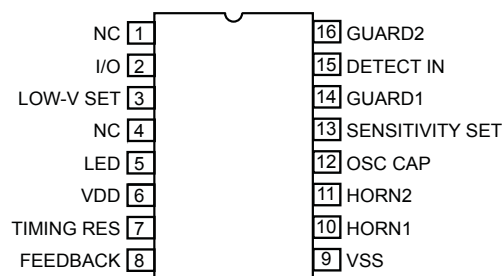 NC 1
I/O 2
LOW-V SET 3
NC 4
LED 5
VDD 6
TIMING RES 7
FEEDBACK 8
16 GUARD2
15 DETECT IN
14 GUARD1
13 SENSITIVITY SET
12 OSC CAP
11 HORN2
10 HORN1
9 VSS